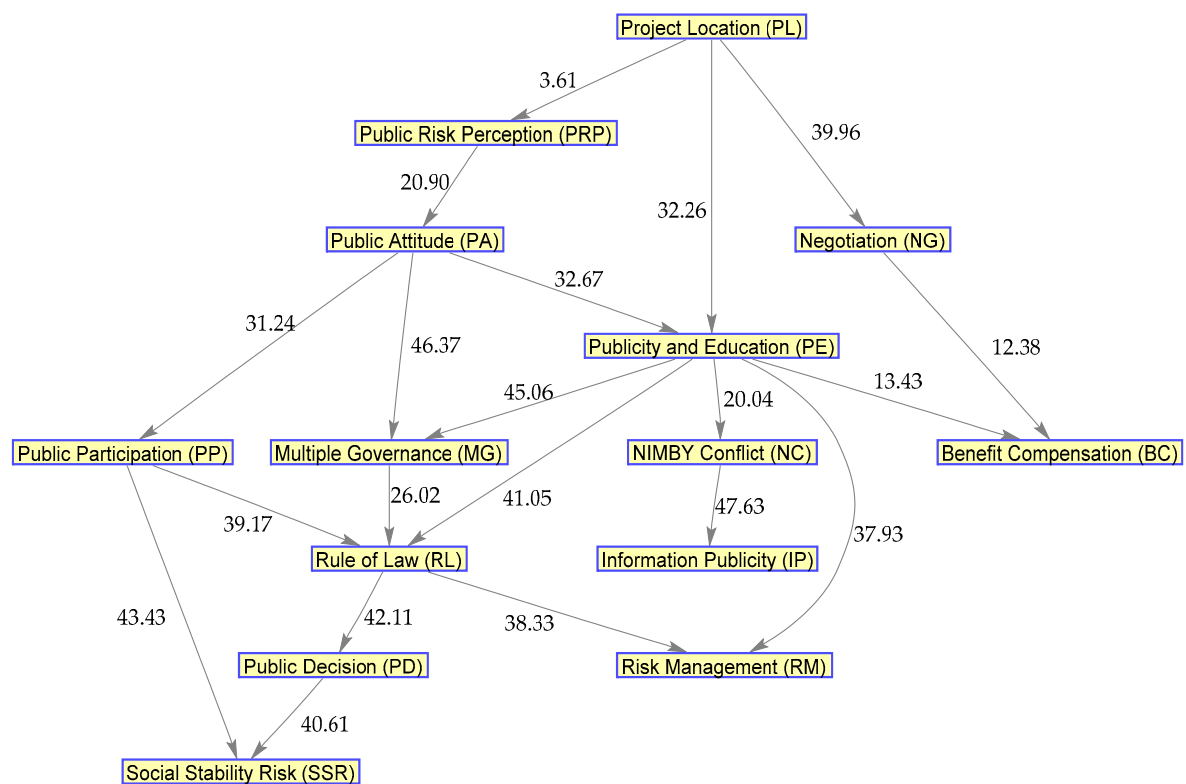 Project Location (PL)
3.61
Public Risk Perception (PRP)
39.96
20.90
32.26
Public Attitude (PA)
Negotiation (NG)
32.67
31.24
46.37
Publicity and Education (PE)
12.38
45.06
20.04
13.43
Public Participation (PP)
Multiple Governance (MG)
NIMBY Conflict (NC)
Benefit Compensation (BC)
26.02
41.05
47.63
39.17
37.93
Rule of Law (RL)
Information Publicity (IP)
43.43
42.11
38.33
Public Decision (PD)
Risk Management (RM)
40.61
Social Stability Risk (SSR)